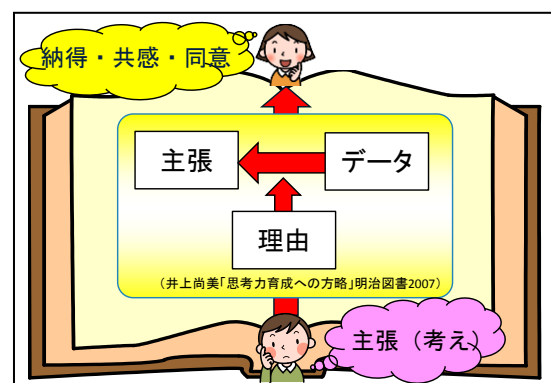 納得・共感・同意
主張
データ
理由
（井上尚美「思考力育成への方略」明治図書2007）
主張（考え）